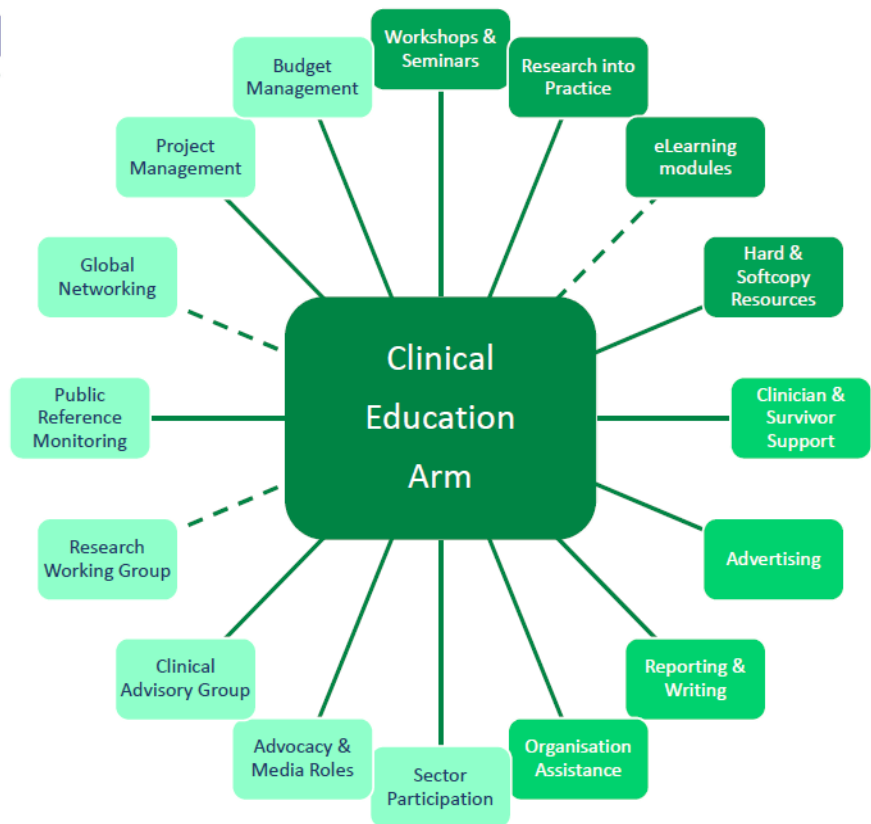 Workshops &
Seminars
Research into
Practice
eLearning
modules
Hard &
Softcopy
Resources
Clinician &
Survivor
Support
Advertising
Reporting &
Writing
Organisation
Assistance
Sector
Participation
Advocacy &
Media Roles
Clinical
Advisory Group
Research
Working Group
Public
Reference
Monitoring
Global
Networking
Project
Management
Budget
Management
Clinical
Education
Arm